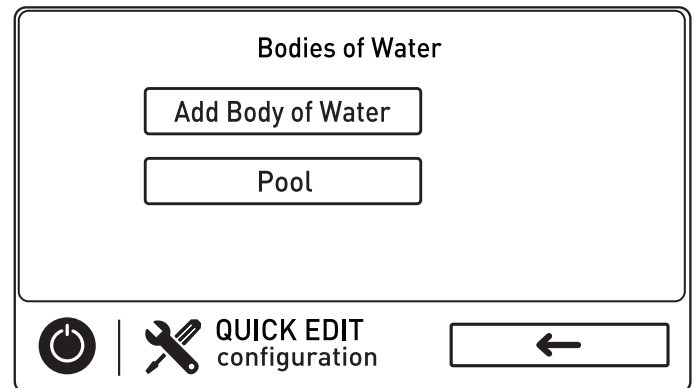 Bodies of Water
Add Body of Water
Pool
QUICK EDIT
configuration